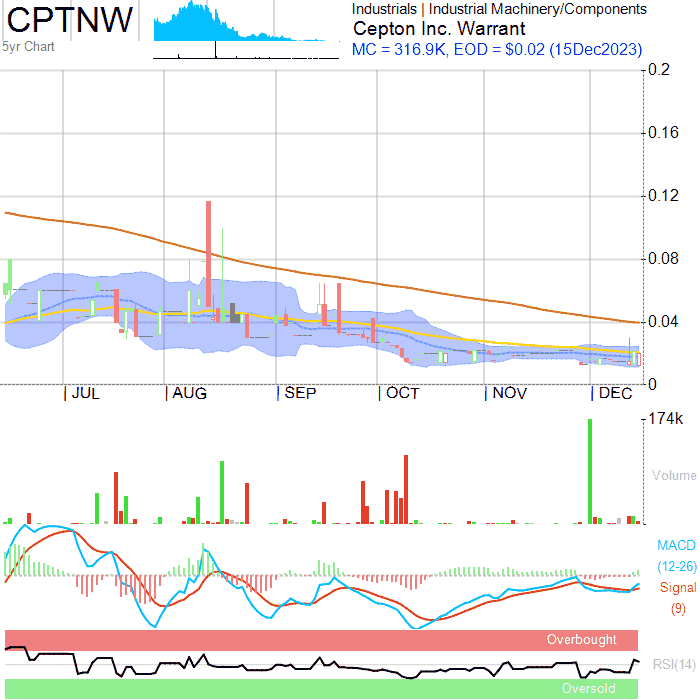 CPTNW
5yr Chart
Industrials | Industrial Machinery/Components
Cepton Inc. Warrant
MC = 316.9K, EOD = $0.02 (15Dec2023)
0.2
0.16
0.12
0.08
0.04
0
JUL AUG SEP OCT NOV DEC
174k
Volume
MACD
(12-26)
Signal
(9)
Overbought
RSI(14)
Oversold